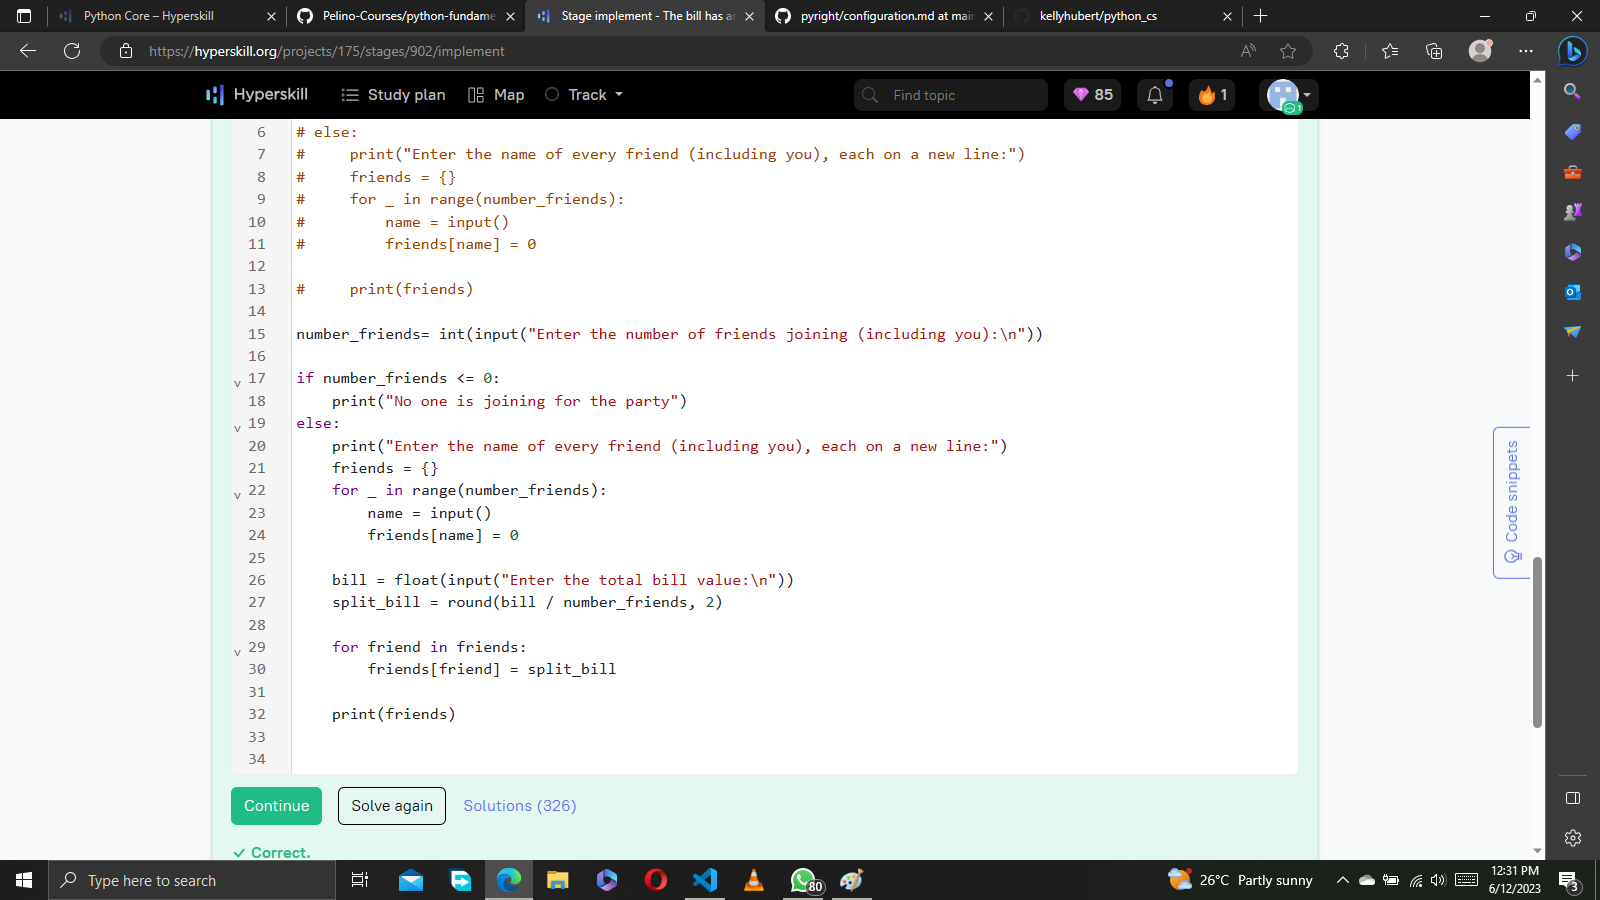 Python Core – Hyperskill
Pelino-Courses/python-fundame
Stage implement - The bill has ar
pyright/configuration.md at mair
kellyhubert/python_cs
https://hyperskill.org/projects/175/stages/902/implement
Hyperskill
Study plan
Map
Track
Find topic
85
1
1
6 # else:
7 #     print("Enter the name of every friend (including you), each on a new line:")
8 #     friends = {}
9 #     for _ in range(number_friends):
10 #         name = input()
11 #         friends[name] = 0
12
13 #     print(friends)
14
15 number_friends= int(input("Enter the number of friends joining (including you):\n"))
16
17 if number_friends <= 0:
18     print("No one is joining for the party")
19 else:
20     print("Enter the name of every friend (including you), each on a new line:")
21     friends = {}
22     for _ in range(number_friends):
23         name = input()
24         friends[name] = 0
25
26     bill = float(input("Enter the total bill value:\n"))
27     split_bill = round(bill / number_friends, 2)
28
29     for friend in friends:
30         friends[friend] = split_bill
31
32     print(friends)
33
34
Code snippets
Continue
Solve again
Solutions (326)
Correct.
Type here to search
80
26°C Partly sunny
12:31 PM
6/12/2023
3